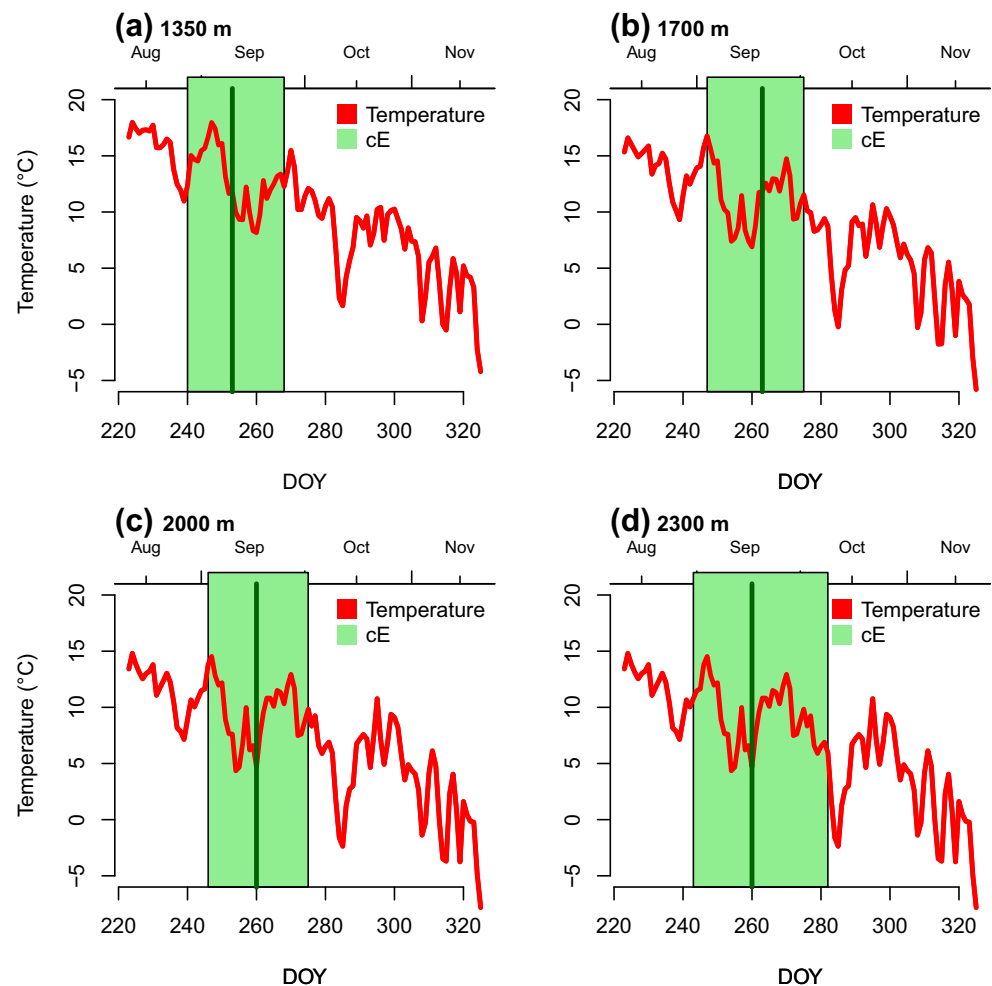 (a) 1350 m
Aug Sep Oct Nov
Temperature
cE
Temperature (°C)
20
15
10
5
0
−5
220 240 260 280 300 320
DOY
(b) 1700 m
Aug Sep Oct Nov
Temperature
cE
20
15
10
5
0
−5
220 240 260 280 300 320
DOY
(c) 2000 m
Aug Sep Oct Nov
Temperature
cE
Temperature (°C)
20
15
10
5
0
−5
220 240 260 280 300 320
DOY
(d) 2300 m
Aug Sep Oct Nov
Temperature
cE
20
15
10
5
0
−5
220 240 260 280 300 320
DOY